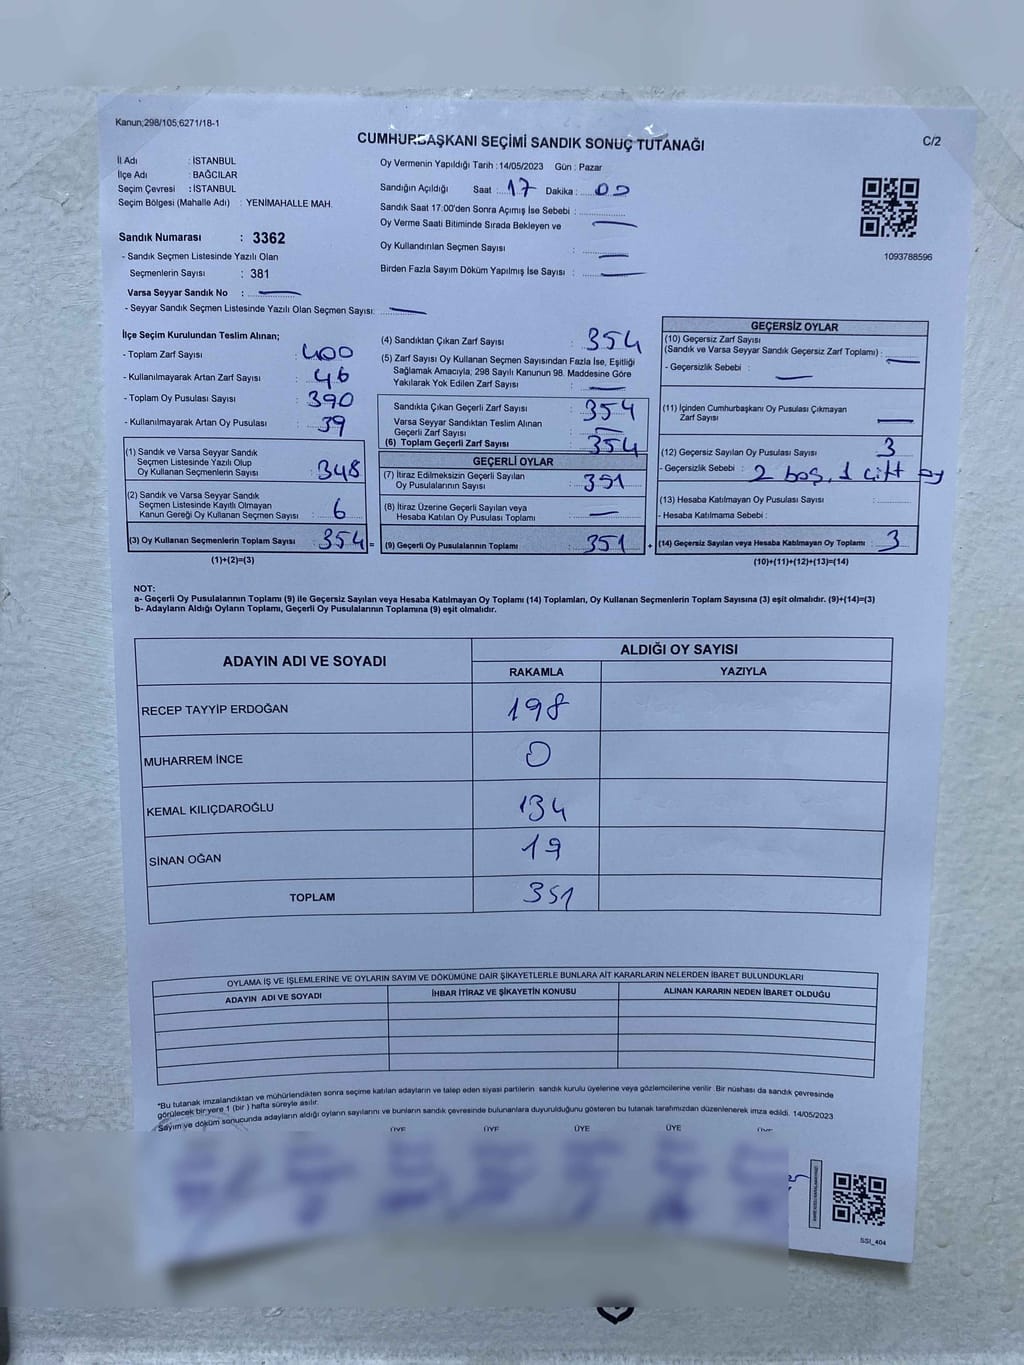 Kanun;298/105,6271/18-1
CUMHURBAŞKANI SEÇİMİ SANDIK SONUÇ TUTANAĞI
C/2
İl Adı : İSTANBUL
İlçe Adı : BAĞCILAR
Seçim Çevresi : İSTANBUL
Seçim Bölgesi (Mahalle Adı) : YENİMAHALLE MAH.
Oy Vermenin Yapıldığı Tarih : 14/05/2023 Gün : Pazar
Sandığın Açıldığı Saat : 17 Dakika : 00
Sandık Saat 17:00'den Sonra Açımış İse Sebebi :
Oy Verme Saati Bitiminde Sırada Bekleyen ve
Oy Kullandırılan Seçmen Sayısı :
Birden Fazla Sayım Döküm Yapılmış İse Sayısı :
1093788596
Sandık Numarası : 3362
- Sandık Seçmen Listesinde Yazılı Olan
Seçmenlerin Sayısı : 381
Varsa Seyyar Sandık No :
- Seyyar Sandık Seçmen Listesinde Yazılı Olan Seçmen Sayısı:
İlçe Seçim Kurulundan Teslim Alınan;
- Toplam Zarf Sayısı : 400
- Kullanılmayarak Artan Zarf Sayısı : 46
- Toplam Oy Pusulası Sayısı : 390
- Kullanılmayarak Artan Oy Pusulası : 39
(1) Sandık ve Varsa Seyyar Sandık
Seçmen Listesinde Yazılı Olup
Oy Kullanan Seçmenlerin Sayısı : 348
(2) Sandık ve Varsa Seyyar Sandık
Seçmen Listesinde Kayıtlı Olmayan
Kanun Gereği Oy Kullanan Seçmen Sayısı : 6
(3) Oy Kullanan Seçmenlerin Toplam Sayısı : 354 =
(1)+(2)=(3)
(4) Sandıktan Çıkan Zarf Sayısı : 354
(5) Zarf Sayısı Oy Kullanan Seçmen Sayısından Fazla İse, Eşitliği
Sağlamak Amacıyla; 298 Sayılı Kanunun 98. Maddesine Göre
Yakılarak Yok Edilen Zarf Sayısı :
Sandıkta Çıkan Geçerli Zarf Sayısı : 354
Varsa Seyyar Sandıktan Teslim Alınan
Geçerli Zarf Sayısı :
(6) Toplam Geçerli Zarf Sayısı : 354
GEÇERLİ OYLAR
(7) İtiraz Edilmeksizin Geçerli Sayılan
Oy Pusulalarının Sayısı : 351
(8) İtiraz Üzerine Geçerli Sayılan veya
Hesaba Katılan Oy Pusulası Toplamı :
(9) Geçerli Oy Pusulalarının Toplamı : 351 +
GEÇERSİZ OYLAR
(10) Geçersiz Zarf Sayısı
(Sandık ve Varsa Seyyar Sandık Geçersiz Zarf Toplamı) :
- Geçersizlik Sebebi :
(11) İçinden Cumhurbaşkanı Oy Pusulası Çıkmayan
Zarf Sayısı
(12) Geçersiz Sayılan Oy Pusulası Sayısı : 3
- Geçersizlik Sebebi : 2 boş, 1 çift oy
(13) Hesaba Katılmayan Oy Pusulası Sayısı :
- Hesaba Katılmama Sebebi :
(14) Geçersiz Sayılan veya Hesaba Katılmayan Oy Toplamı : 3
(10)+(11)+(12)+(13)=(14)
NOT:
a- Geçerli Oy Pusulalarının Toplamı (9) ile Geçersiz Sayılan veya Hesaba Katılmayan Oy Toplamı (14) Toplamları, Oy Kullanan Seçmenlerin Toplam Sayısına (3) eşit olmalıdır. (9)+(14)=(3)
b- Adayların Aldığı Oyların Toplamı, Geçerli Oy Pusulalarının Toplamına (9) eşit olmalıdır.
ADAYIN ADI VE SOYADI
ALDIĞI OY SAYISI
RAKAMLA YAZIYLA
RECEP TAYYİP ERDOĞAN 198
MUHARREM İNCE 0
KEMAL KILIÇDAROĞLU 134
SİNAN OĞAN 19
TOPLAM 351
OYLAMA İŞ VE İŞLEMLERİNE VE OYLARIN SAYIM VE DÖKÜMÜNE DAİR ŞİKAYETLERLE BUNLARA AİT KARARLARIN NELERDEN İBARET BULUNDUKLARI
ADAYIN ADI VE SOYADI İHBAR İTİRAZ VE ŞİKAYETİN KONUSU ALINAN KARARIN NEDEN İBARET OLDUĞU
*Bu tutanak imzalandıktan ve mühürlendikten sonra seçime katılan adayların ve talep eden siyasi partilerin sandık kurulu üyelerine veya gözlemcilerine verilir. Bir nüshası da sandık çevresinde
görülecek bir yere 1 (bir ) hafta süreyle asılır.
Sayım ve döküm sonucunda adayların aldığı oyların sayılarını ve bunların sandık çevresinde bulunanlara duyurulduğunu gösteren bu tutanak tarafımızdan düzenlenerek imza edildi. 14/05/2023
ÜYE ÜYE ÜYE ÜYE
SSI_404